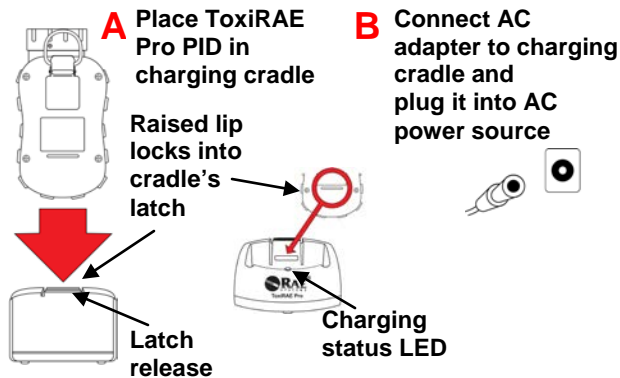 A Place ToxiRAE
Pro PID in
charging cradle
B Connect AC
adapter to charging
cradle and
plug it into AC
power source
Raised lip
locks into
cradle's
latch
RAE
SYSTEMS
ToxiRAE Pro
Latch
release
Charging
status LED